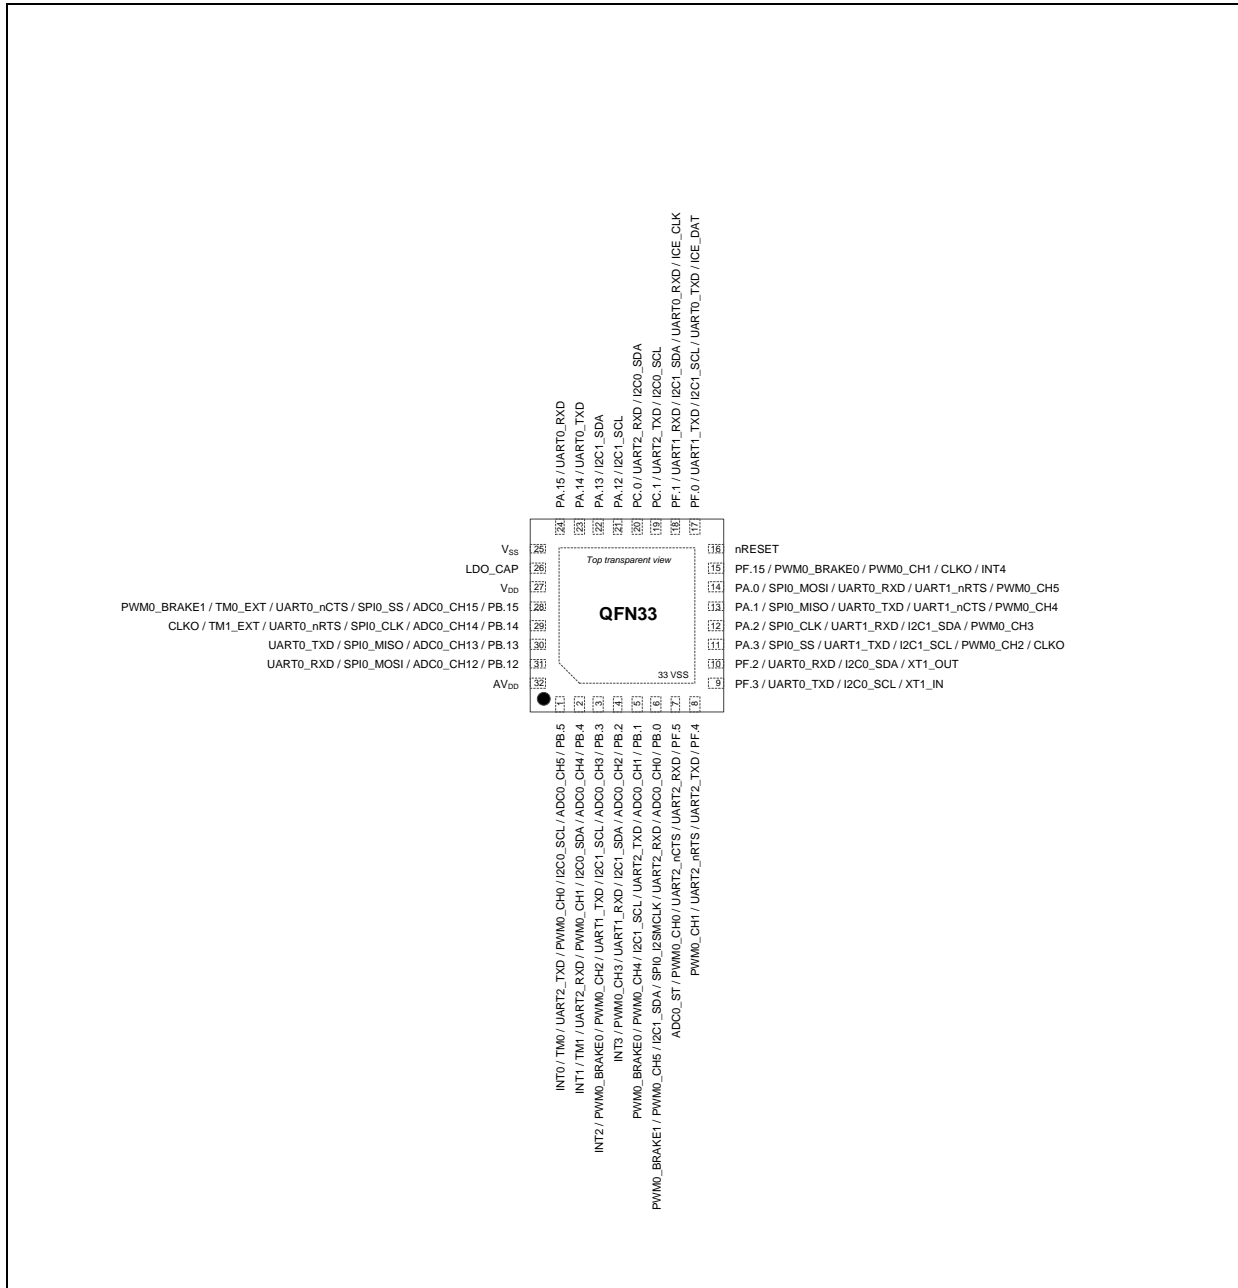 PA.15 / UART0_RXD
PA.14 / UART0_TXD
PA.13 / I2C1_SDA
PA.12 / I2C1_SCL
PC.0 / UART2_RXD / I2C0_SDA
PC.1 / UART2_TXD / I2C0_SCL
PF.1 / UART1_RXD / I2C1_SDA / UART0_RXD / ICE_CLK
PF.0 / UART1_TXD / I2C1_SCL / UART0_TXD / ICE_DAT
24 23 22 21 20 19 18 17
VSS 25
LDO_CAP 26
VDD 27
PWM0_BRAKE1 / TM0_EXT / UART0_nCTS / SPI0_SS / ADC0_CH15 / PB.15 28
CLKO / TM1_EXT / UART0_nRTS / SPI0_CLK / ADC0_CH14 / PB.14 29
UART0_TXD / SPI0_MISO / ADC0_CH13 / PB.13 30
UART0_RXD / SPI0_MOSI / ADC0_CH12 / PB.12 31
AVDD 32
Top transparent view
QFN33
33 VSS
16 nRESET
15 PF.15 / PWM0_BRAKE0 / PWM0_CH1 / CLKO / INT4
14 PA.0 / SPI0_MOSI / UART0_RXD / UART1_nRTS / PWM0_CH5
13 PA.1 / SPI0_MISO / UART0_TXD / UART1_nCTS / PWM0_CH4
12 PA.2 / SPI0_CLK / UART1_RXD / I2C1_SDA / PWM0_CH3
11 PA.3 / SPI0_SS / UART1_TXD / I2C1_SCL / PWM0_CH2 / CLKO
10 PF.2 / UART0_RXD / I2C0_SDA / XT1_OUT
9 PF.3 / UART0_TXD / I2C0_SCL / XT1_IN
1 2 3 4 5 6 7 8
INT0 / TM0 / UART2_TXD / PWM0_CH0 / I2C0_SCL / ADC0_CH5 / PB.5
INT1 / TM1 / UART2_RXD / PWM0_CH1 / I2C0_SDA / ADC0_CH4 / PB.4
INT2 / PWM0_BRAKE0 / PWM0_CH2 / UART1_TXD / I2C1_SCL / ADC0_CH3 / PB.3
INT3 / PWM0_CH3 / UART1_RXD / I2C1_SDA / ADC0_CH2 / PB.2
PWM0_BRAKE0 / PWM0_CH4 / I2C1_SCL / UART2_TXD / ADC0_CH1 / PB.1
PWM0_BRAKE1 / PWM0_CH5 / I2C1_SDA / SPI0_I2SMCLK / UART2_RXD / ADC0_CH0 / PB.0
ADC0_ST / PWM0_CH0 / UART2_nCTS / UART2_RXD / PF.5
PWM0_CH1 / UART2_nRTS / UART2_TXD / PF.4